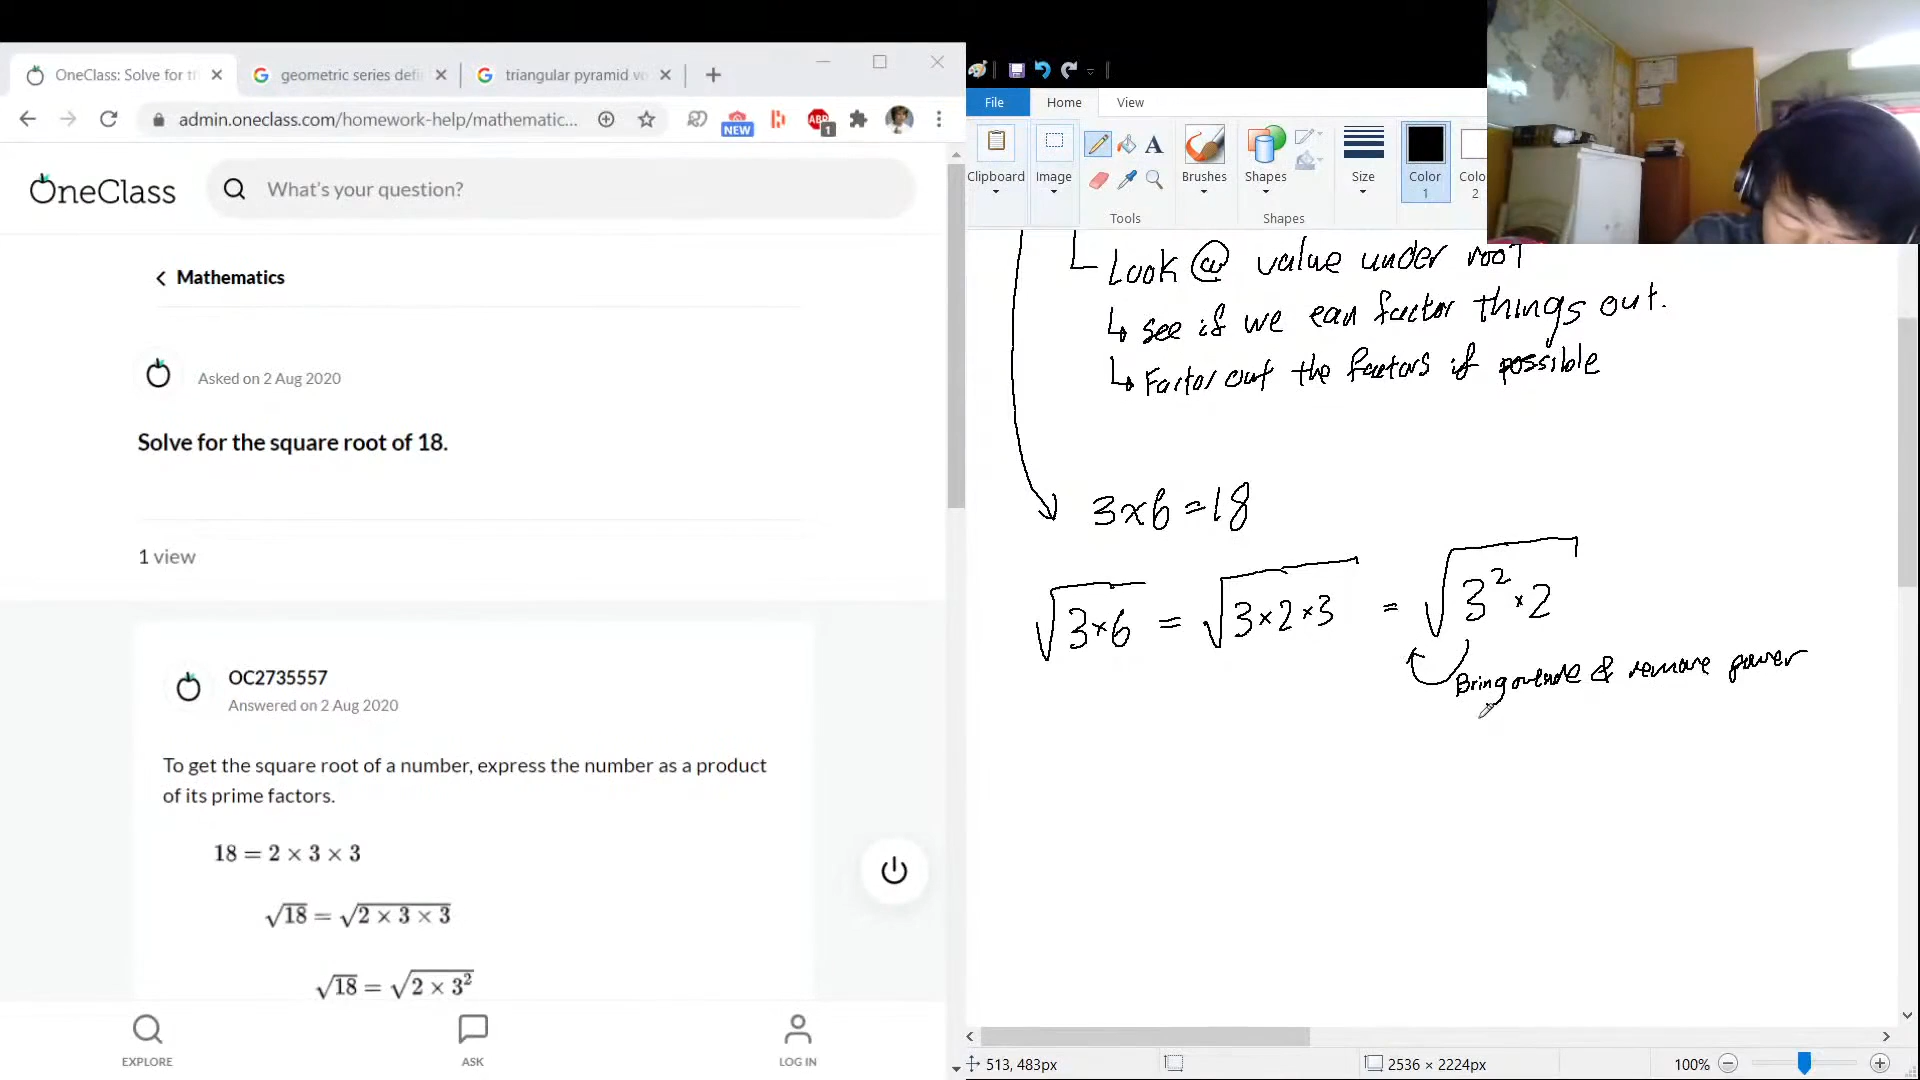 OneClass: Solve for th
geometric series defi
triangular pyramid vo
admin.oneclass.com/homework-help/mathematic...
NEW
ABP
1
OneClass
What's your question?
Mathematics
Asked on 2 Aug 2020
Solve for the square root of 18.
1 view
OC2735557
Answered on 2 Aug 2020
To get the square root of a number, express the number as a product
of its prime factors.
18 = 2 × 3 × 3
√18 = √2 × 3 × 3
√18 = √2 × 3²
EXPLORE
ASK
LOG IN
File
Home
View
Clipboard
Image
Tools
Brushes
Shapes
Shapes
Size
Color
1
Colo
2
Look @ value under root
↳ see if we can factor things out.
↳ Factor out the factors if possible
3×6=18
√3×6 = √3×2×3 = √3²×2
Bring outside & remove power
513, 483px
2536 × 2224px
100%